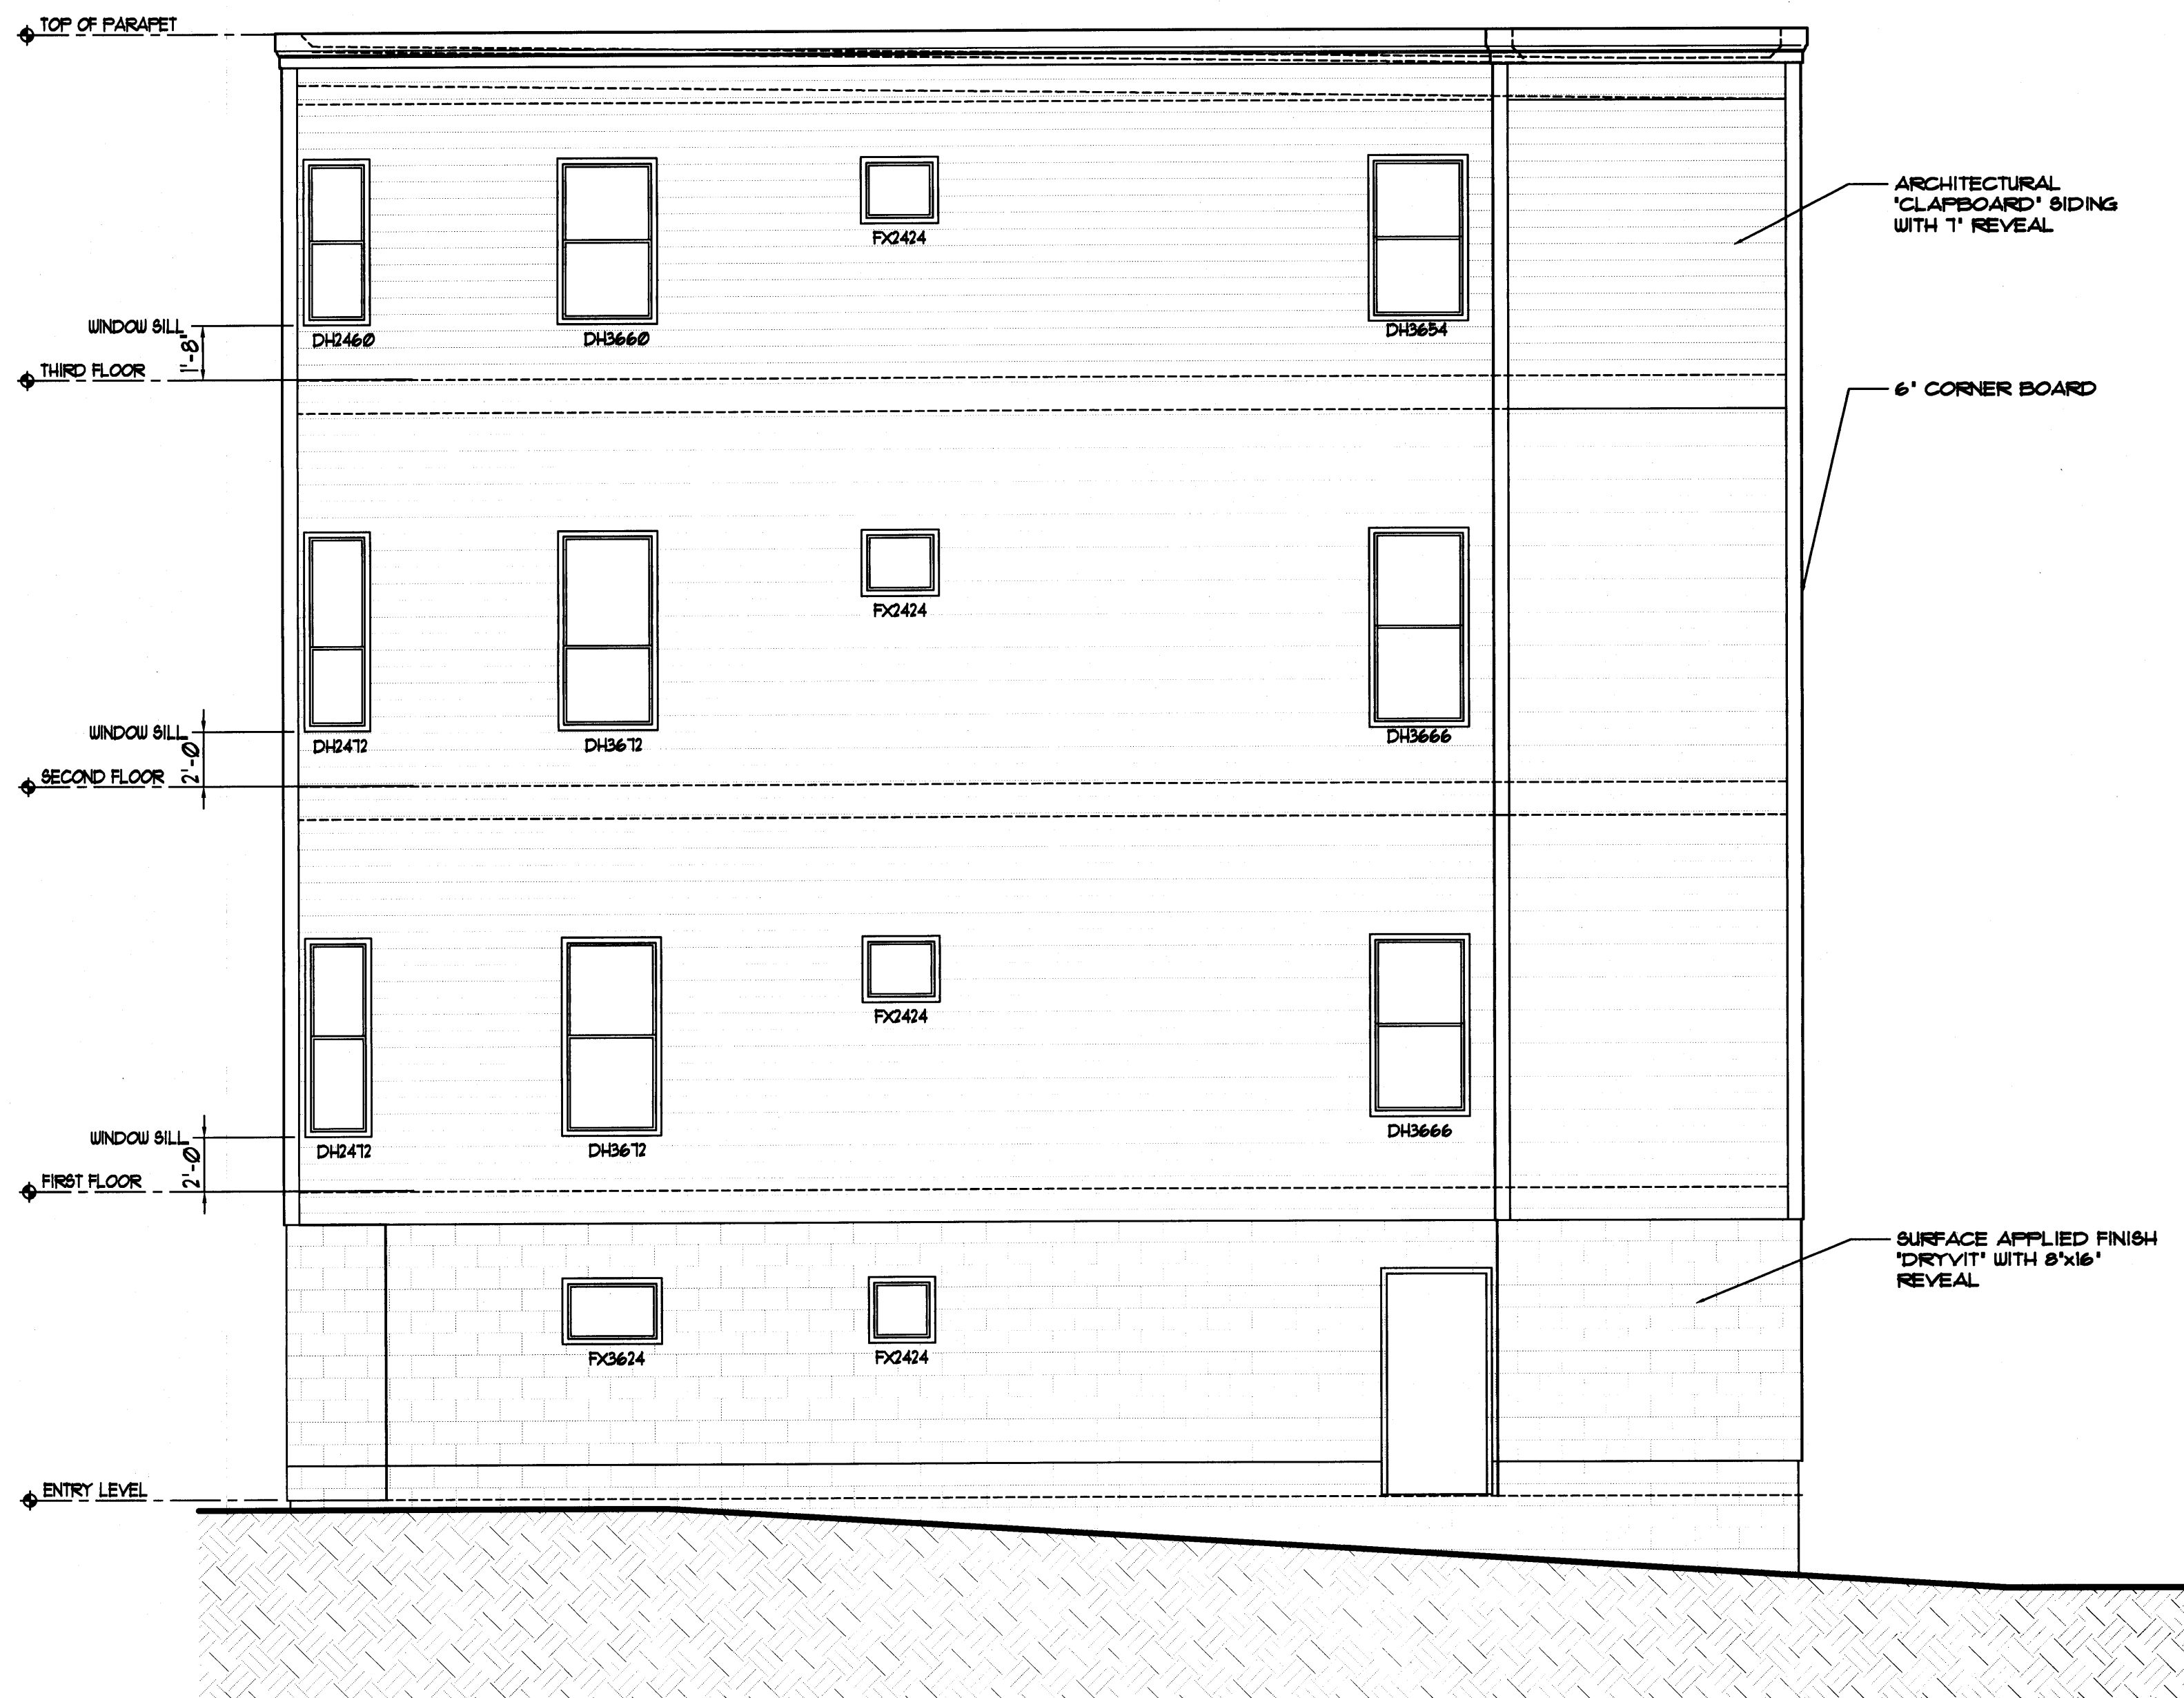 TOP OF PARAPET
ARCHITECTURAL
"CLAPBOARD" SIDING
WITH 7" REVEAL
FX2424
WINDOW SILL
1'-8"
DH2460
DH3660
DH3654
THIRD FLOOR
6" CORNER BOARD
FX2424
WINDOW SILL
2'-0
DH2472
DH3672
DH3666
SECOND FLOOR
FX2424
WINDOW SILL
2'-0
DH2472
DH3672
DH3666
FIRST FLOOR
SURFACE APPLIED FINISH
"DRYVIT" WITH 8"x16"
REVEAL
FX3624
FX2424
ENTRY LEVEL